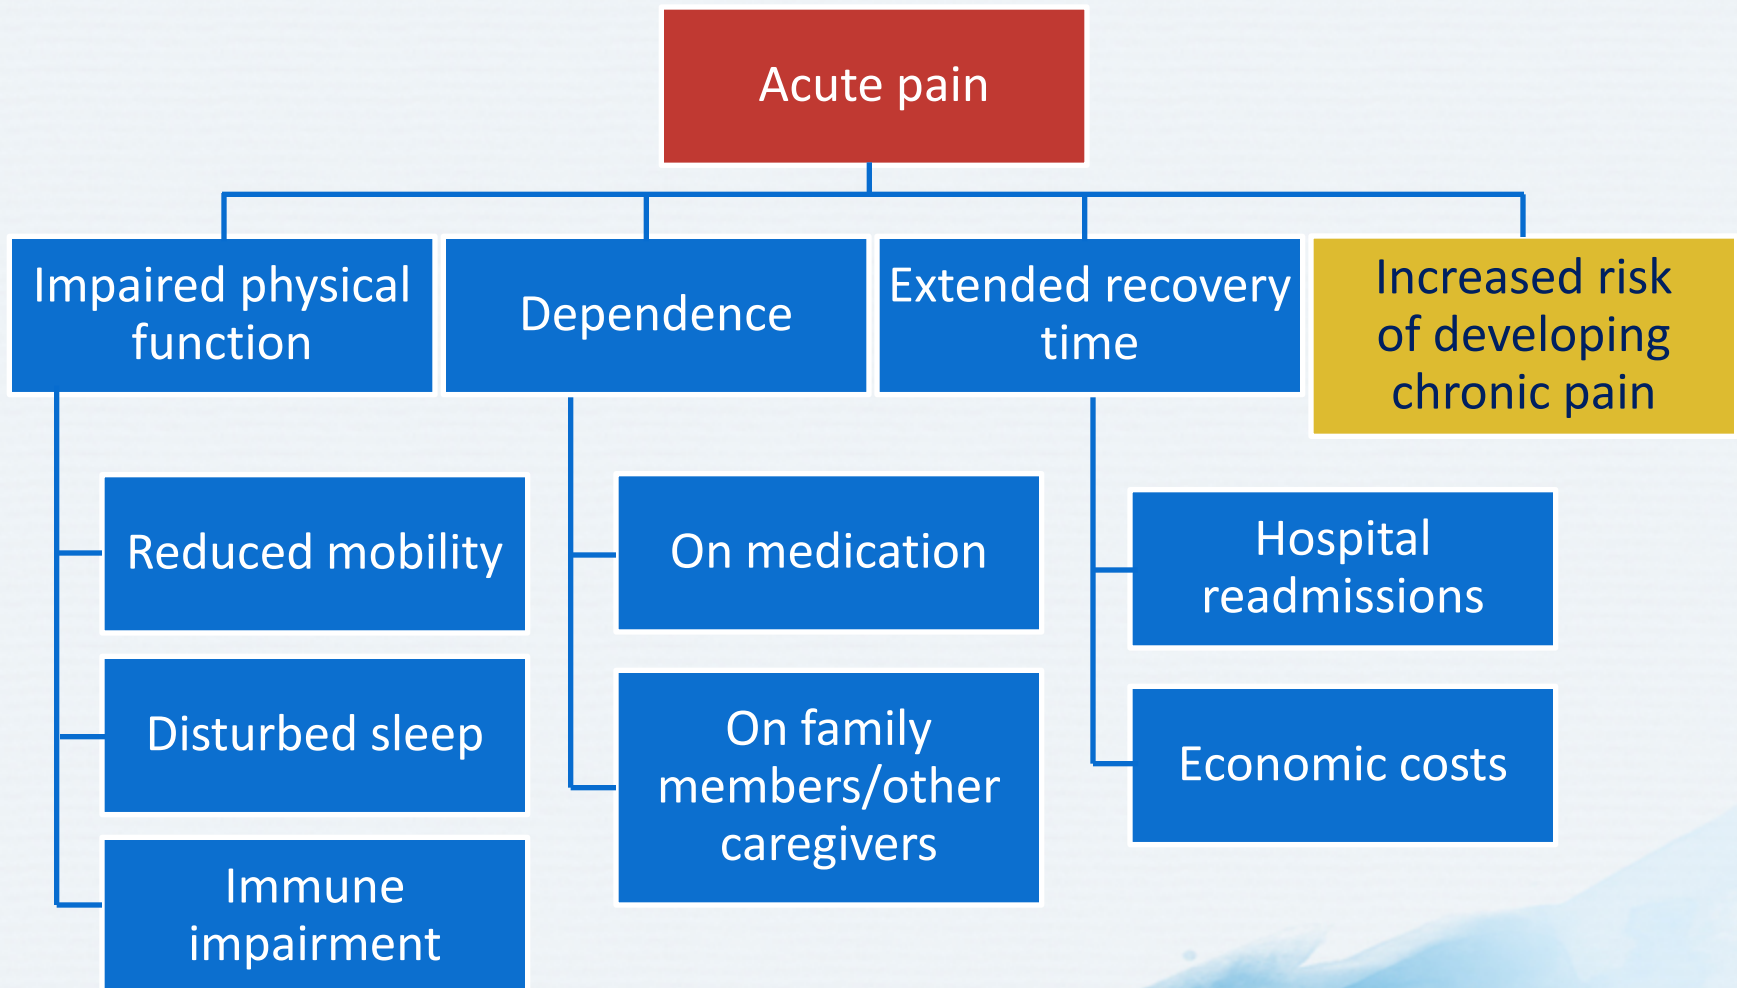 Acute pain
Impaired physical
function
Dependence
Extended recovery
time
Increased risk
of developing
chronic pain
Reduced mobility
Disturbed sleep
Immune
impairment
On medication
On family
members/other
caregivers
Hospital
readmissions
Economic costs